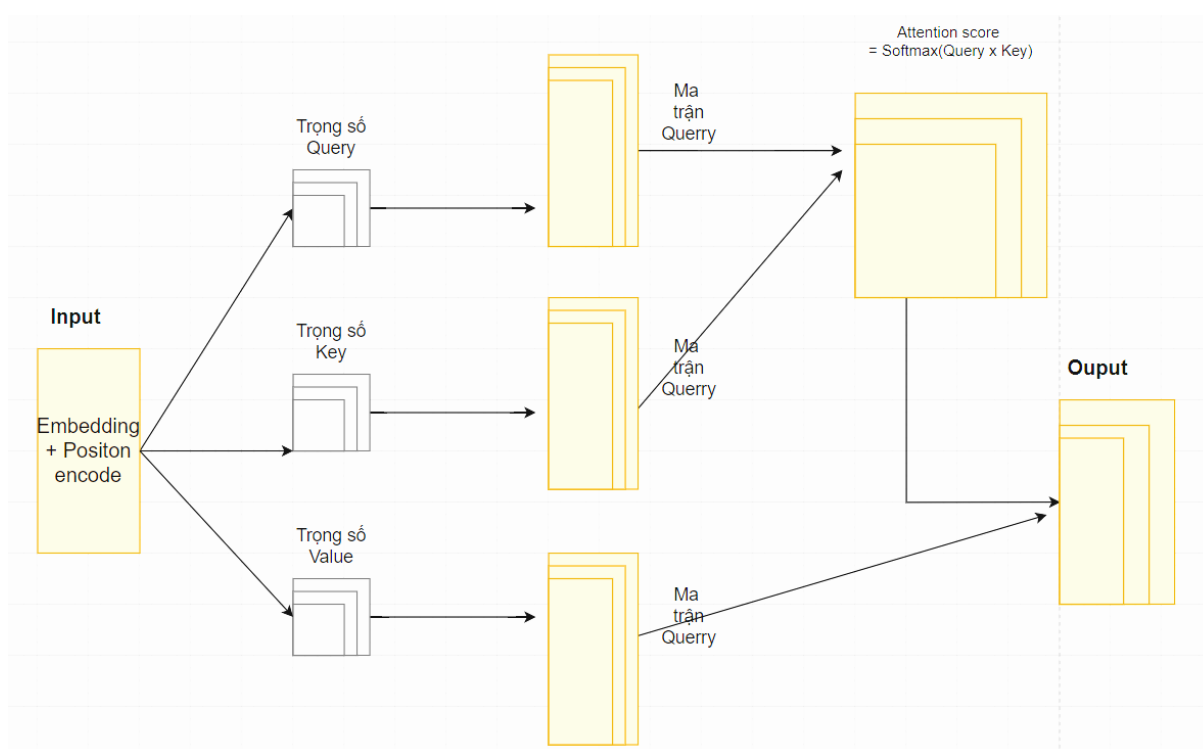 Attention score
= Softmax(Query x Key)
Ma
trận
Querry
Trọng số
Query
Input
Trọng số
Key
Ma
trận
Querry
Ouput
Embedding
+ Positon
encode
Trọng số
Value
Ma
trận
Querry